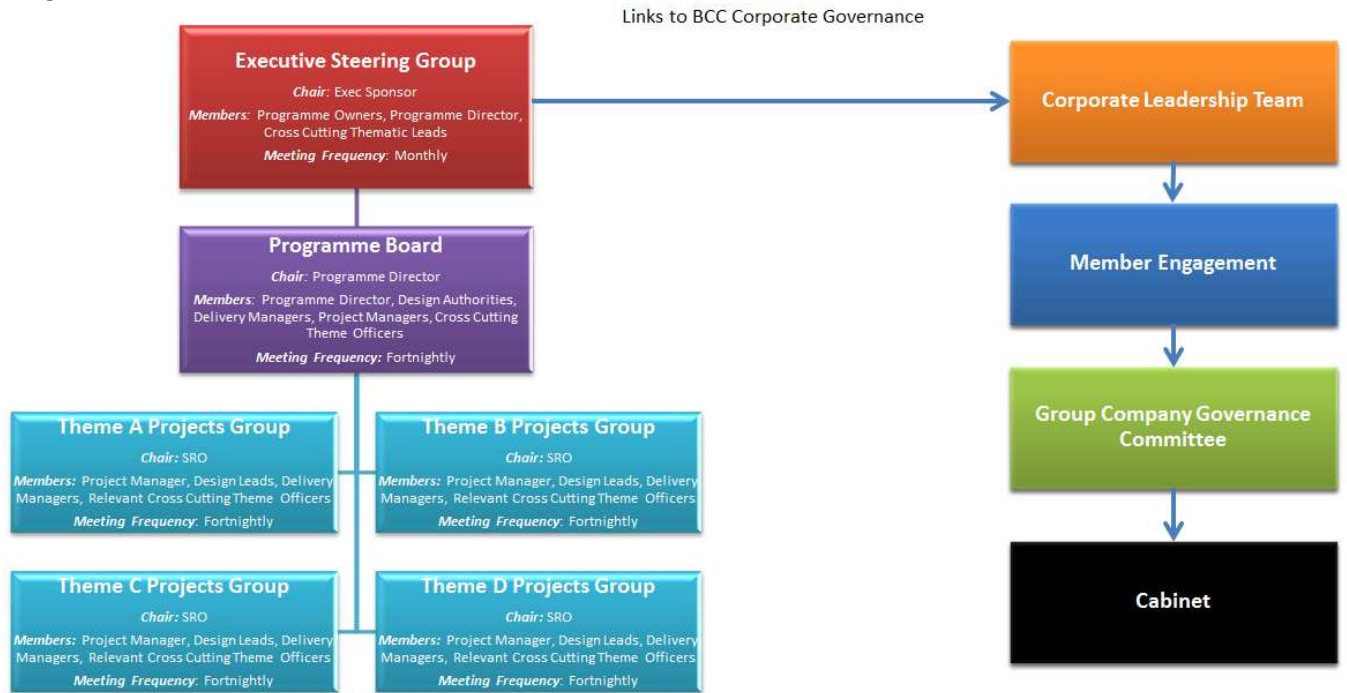 Links to BCC Corporate Governance
Executive Steering Group
Chair: Exec Sponsor
Members: Programme Owners, Programme Director,
Cross Cutting Thematic Leads
Meeting Frequency: Monthly
Programme Board
Chair: Programme Director
Members: Programme Director, Design Authorities,
Delivery Managers, Project Managers, Cross Cutting
Theme Officers
Meeting Frequency: Fortnightly
Theme A Projects Group
Chair: SRO
Members: Project Manager, Design Leads, Delivery
Managers, Relevant Cross Cutting Theme Officers
Meeting Frequency: Fortnightly
Theme B Projects Group
Chair: SRO
Members: Project Manager, Design Leads, Delivery
Managers, Relevant Cross Cutting Theme Officers
Meeting Frequency: Fortnightly
Theme C Projects Group
Chair: SRO
Members: Project Manager, Design Leads, Delivery
Managers, Relevant Cross Cutting Theme Officers
Meeting Frequency: Fortnightly
Theme D Projects Group
Chair: SRO
Members: Project Manager, Design Leads, Delivery
Managers, Relevant Cross Cutting Theme Officers
Meeting Frequency: Fortnightly
Corporate Leadership Team
Member Engagement
Group Company Governance
Committee
Cabinet